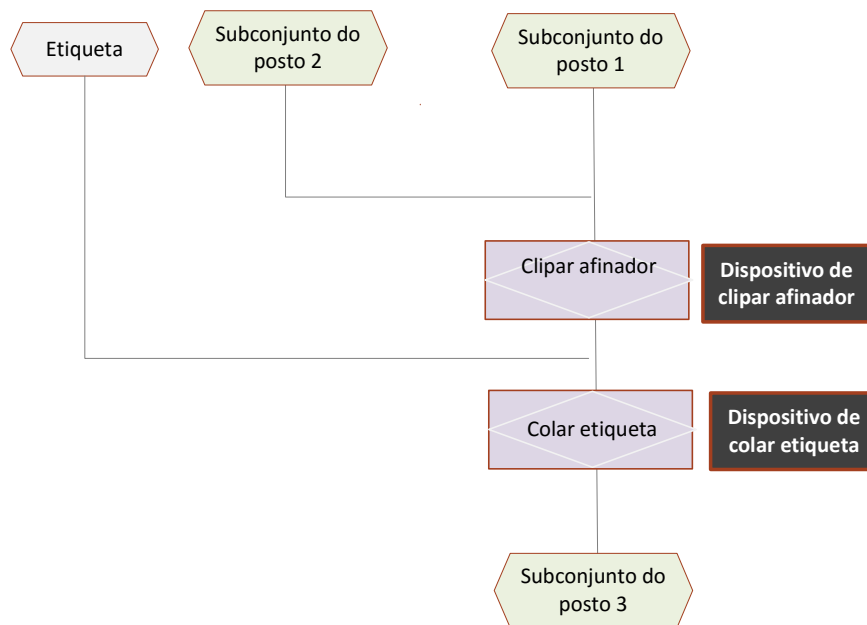 Etiqueta
Subconjunto do
posto 2
Subconjunto do
posto 1
Clipar afinador
Dispositivo de
clipar afinador
Colar etiqueta
Dispositivo de
colar etiqueta
Subconjunto do
posto 3